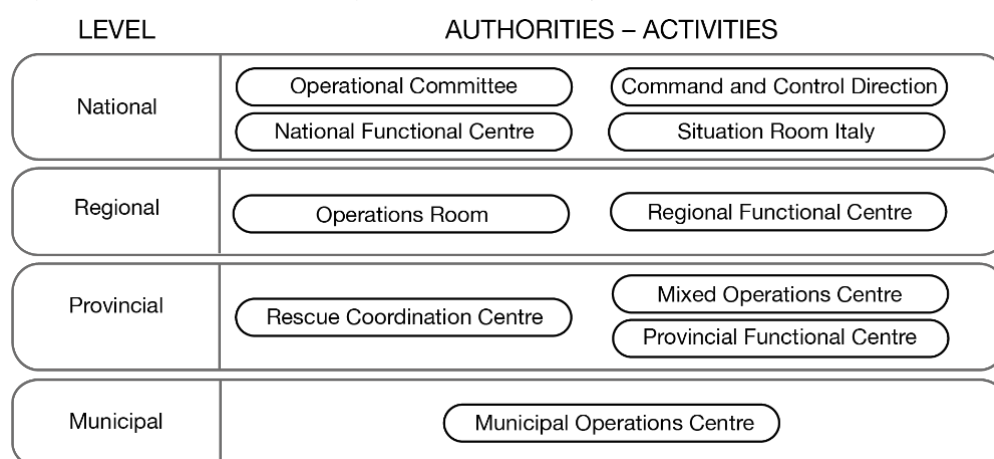 LEVEL AUTHORITIES – ACTIVITIES
National
Operational Committee Command and Control Direction
National Functional Centre Situation Room Italy
Regional
Operations Room Regional Functional Centre
Provincial
Rescue Coordination Centre
Mixed Operations Centre
Provincial Functional Centre
Municipal
Municipal Operations Centre